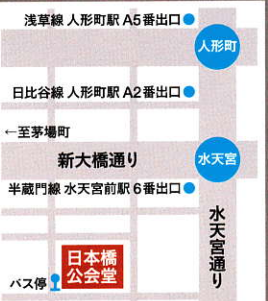 浅草線 人形町駅 A5番出口
人形町
日比谷線 人形町駅 A2番出口
←至茅場町
新大橋通り
水天宮
半蔵門線 水天宮前駅 6番出口
水天宮通り
日本橋
公会堂
バス停